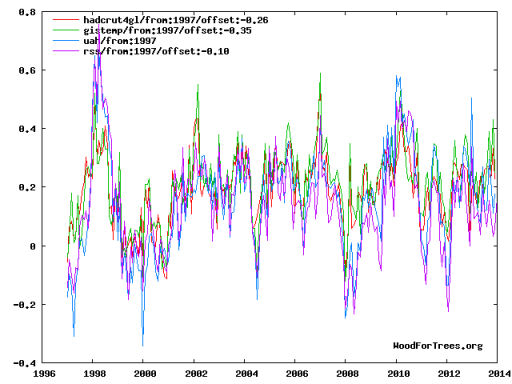 0.8
hadcrut4gl/from:1997/offset:-0.26
gistemp/from:1997/offset:-0.35
uah/from:1997
rss/from:1997/offset:-0.10
0.6
0.4
0.2
0
-0.2
-0.4
WoodForTrees.org
1996 1998 2000 2002 2004 2006 2008 2010 2012 2014